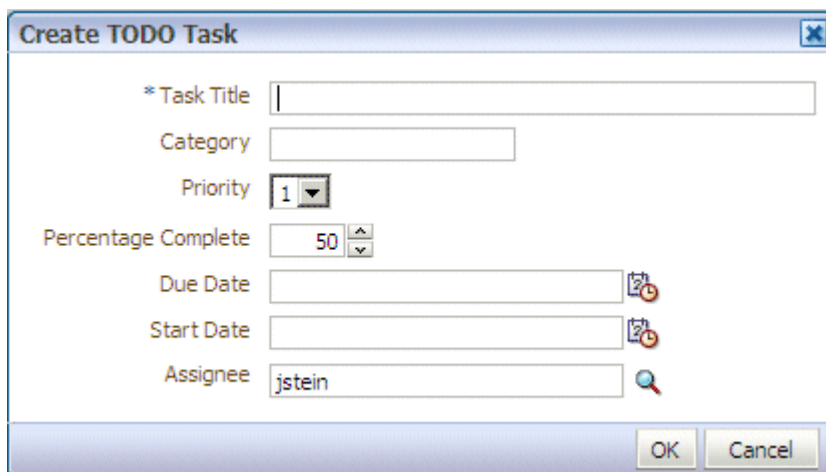 Create TODO Task
* Task Title
Category
Priority 1
Percentage Complete 50
Due Date
Start Date
Assignee jstein
OK Cancel